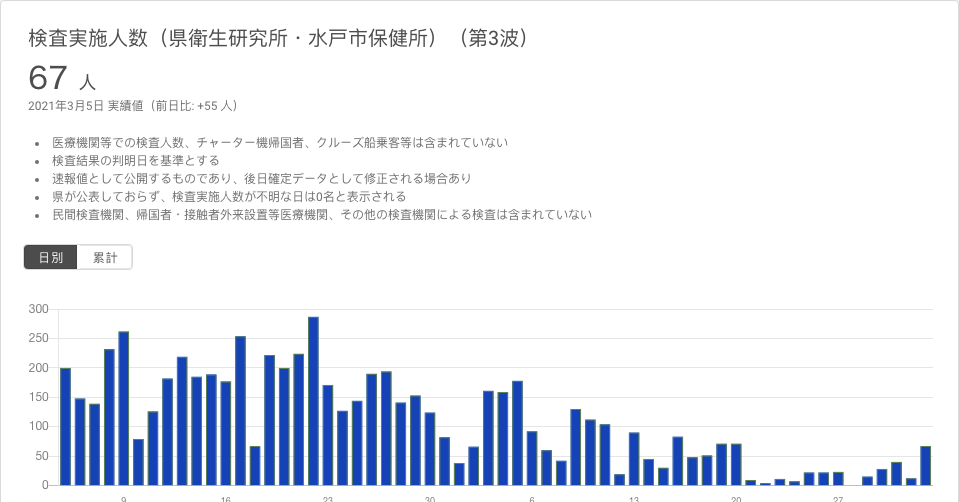 検査実施人数（県衛生研究所・水戸市保健所）（第3波）
67 人
2021年3月5日 実績値（前日比: +55 人）
• 医療機関等での検査人数、チャーター機帰国者、クルーズ船乗客等は含まれていない
• 検査結果の判明日を基準とする
• 速報値として公開するものであり、後日確定データとして修正される場合あり
• 県が公表しておらず、検査実施人数が不明な日は0名と表示される
• 民間検査機関、帰国者・接触者外来設置等医療機関、その他の検査機関による検査は含まれていない
日別 累計
300
250
200
150
100
50
0
9 16 23 30 6 13 20 27